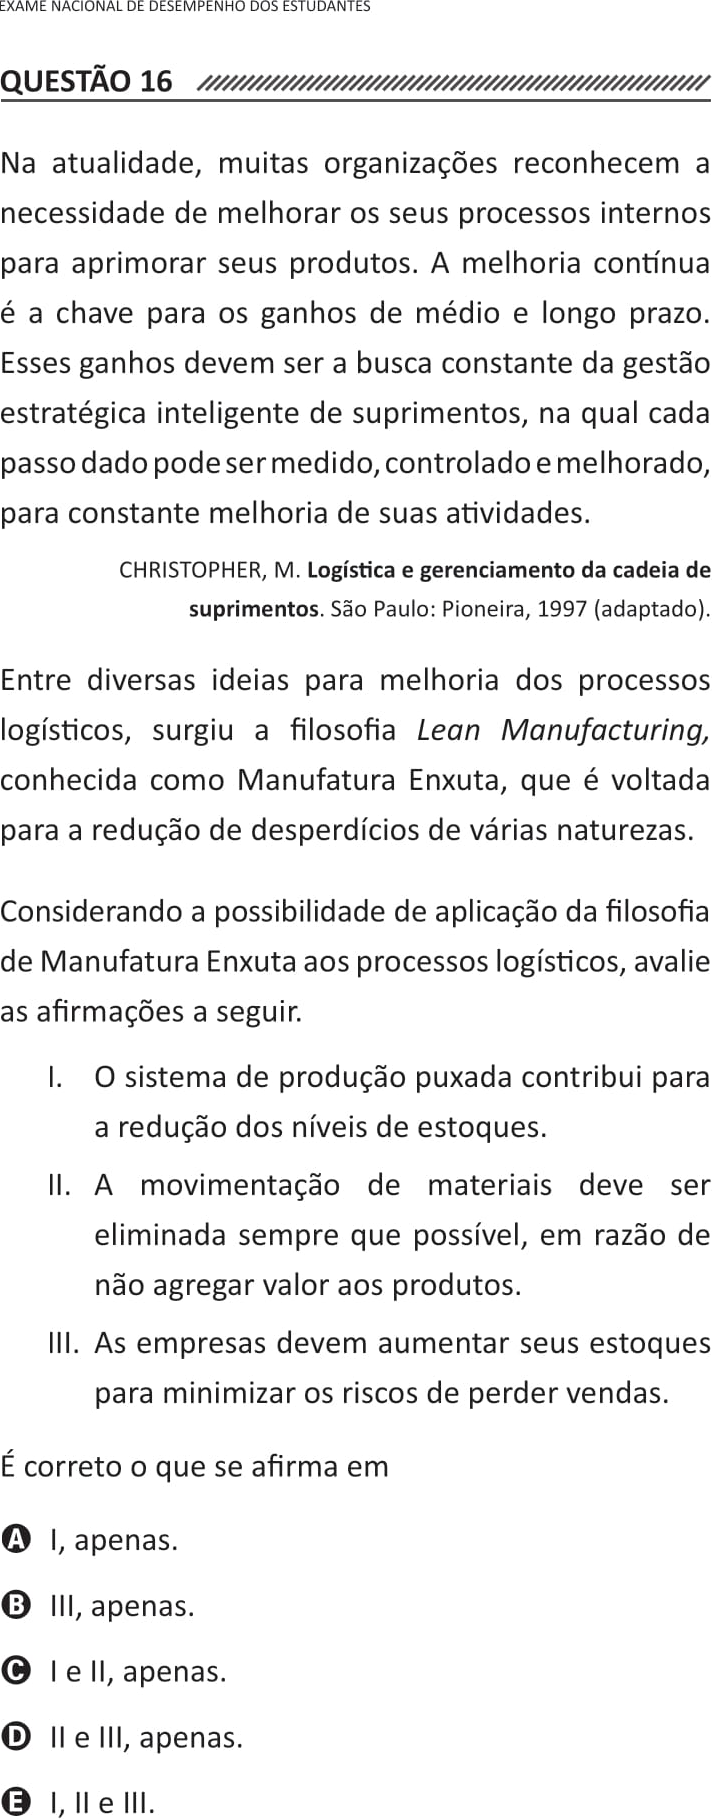 EXAME NACIONAL DE DESEMPENHO DOS ESTUDANTES
QUESTÃO 16
Na atualidade, muitas organizações reconhecem a
necessidade de melhorar os seus processos internos
para aprimorar seus produtos. A melhoria contínua
é a chave para os ganhos de médio e longo prazo.
Esses ganhos devem ser a busca constante da gestão
estratégica inteligente de suprimentos, na qual cada
passo dado pode ser medido, controlado e melhorado,
para constante melhoria de suas atividades.
CHRISTOPHER, M. Logística e gerenciamento da cadeia de
suprimentos. São Paulo: Pioneira, 1997 (adaptado).
Entre diversas ideias para melhoria dos processos
logísticos, surgiu a filosofia Lean Manufacturing,
conhecida como Manufatura Enxuta, que é voltada
para a redução de desperdícios de várias naturezas.
Considerando a possibilidade de aplicação da filosofia
de Manufatura Enxuta aos processos logísticos, avalie
as afirmações a seguir.
I. O sistema de produção puxada contribui para
a redução dos níveis de estoques.
II. A movimentação de materiais deve ser
eliminada sempre que possível, em razão de
não agregar valor aos produtos.
III. As empresas devem aumentar seus estoques
para minimizar os riscos de perder vendas.
É correto o que se afirma em
A I, apenas.
B III, apenas.
C I e II, apenas.
D II e III, apenas.
E I, II e III.